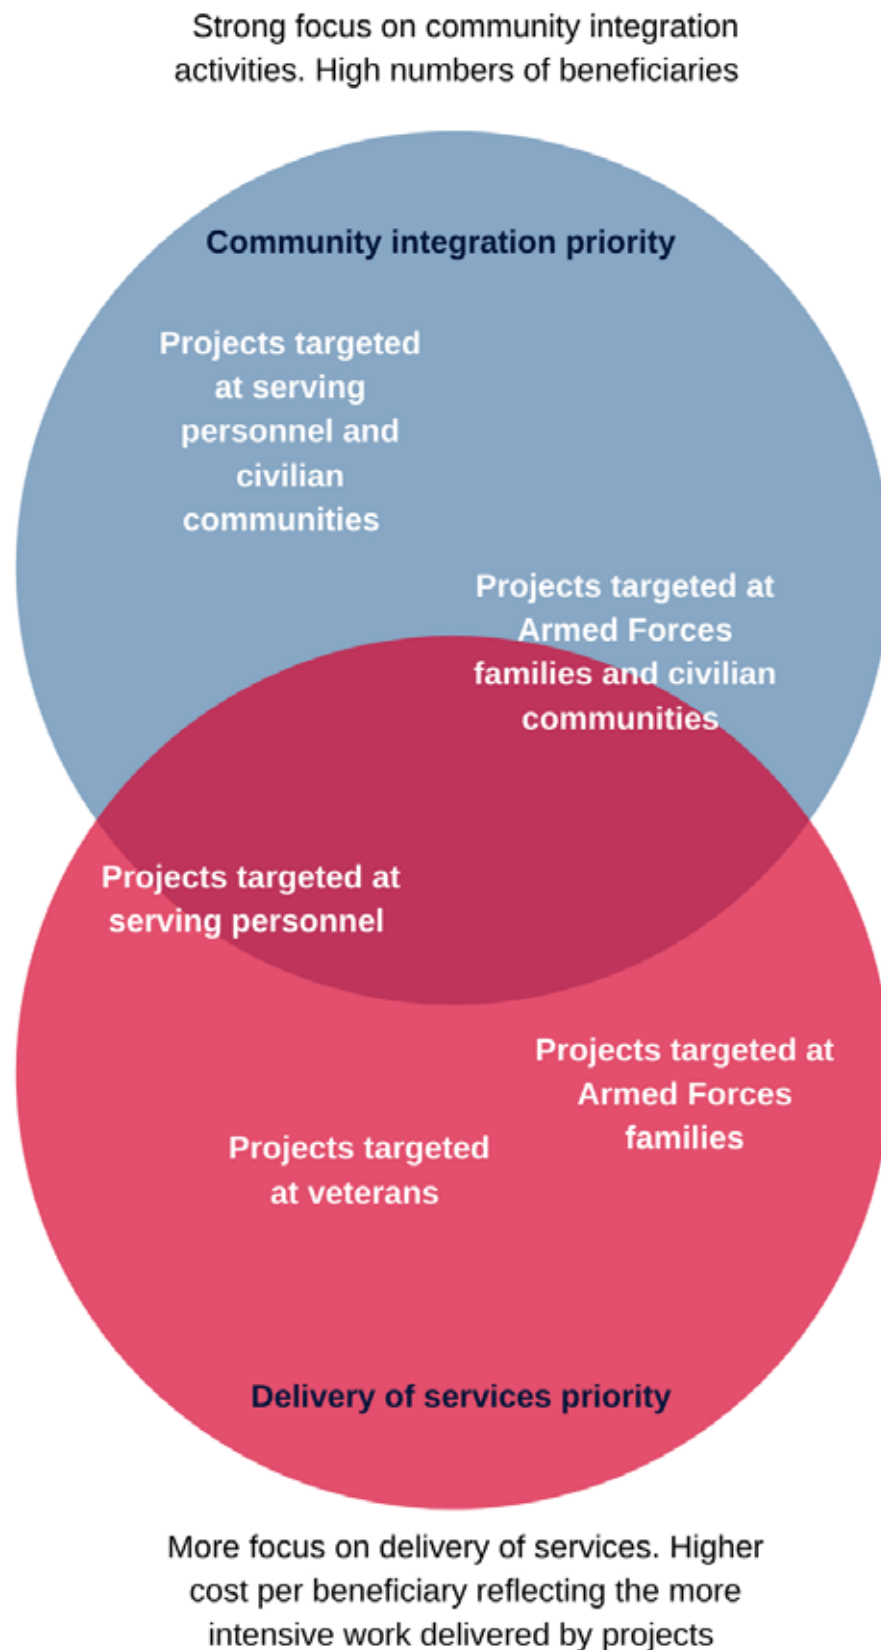 Strong focus on community integration
activities. High numbers of beneficiaries
Community integration priority
Projects targeted
at serving
personnel and
civilian
communities
Projects targeted at
Armed Forces
families and civilian
communities
Projects targeted at
serving personnel
Projects targeted at
Armed Forces
families
Projects targeted
at veterans
Delivery of services priority
More focus on delivery of services. Higher
cost per beneficiary reflecting the more
intensive work delivered by projects